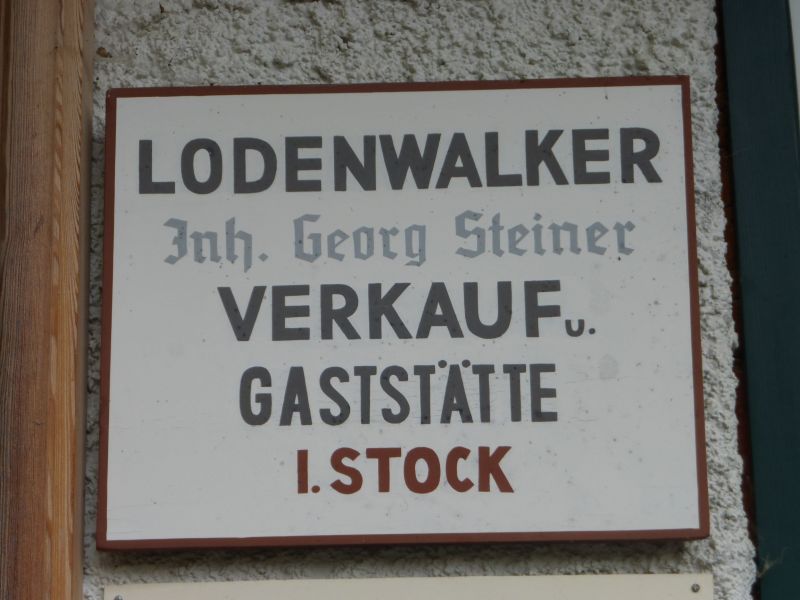 LODENWALKER
Inh. Georg Steiner
VERKAUF u.
GASTSTÄTTE
I. STOCK